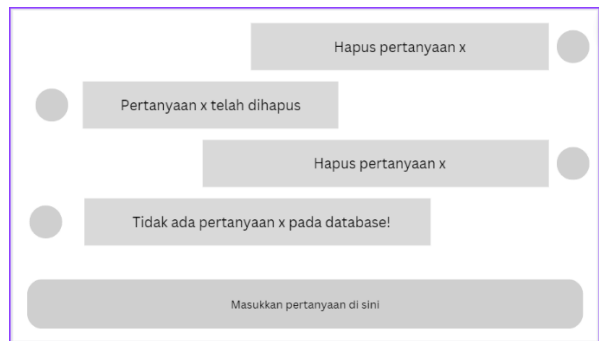 Hapus pertanyaan x
Pertanyaan x telah dihapus
Hapus pertanyaan x
Tidak ada pertanyaan x pada database!
Masukkan pertanyaan di sini